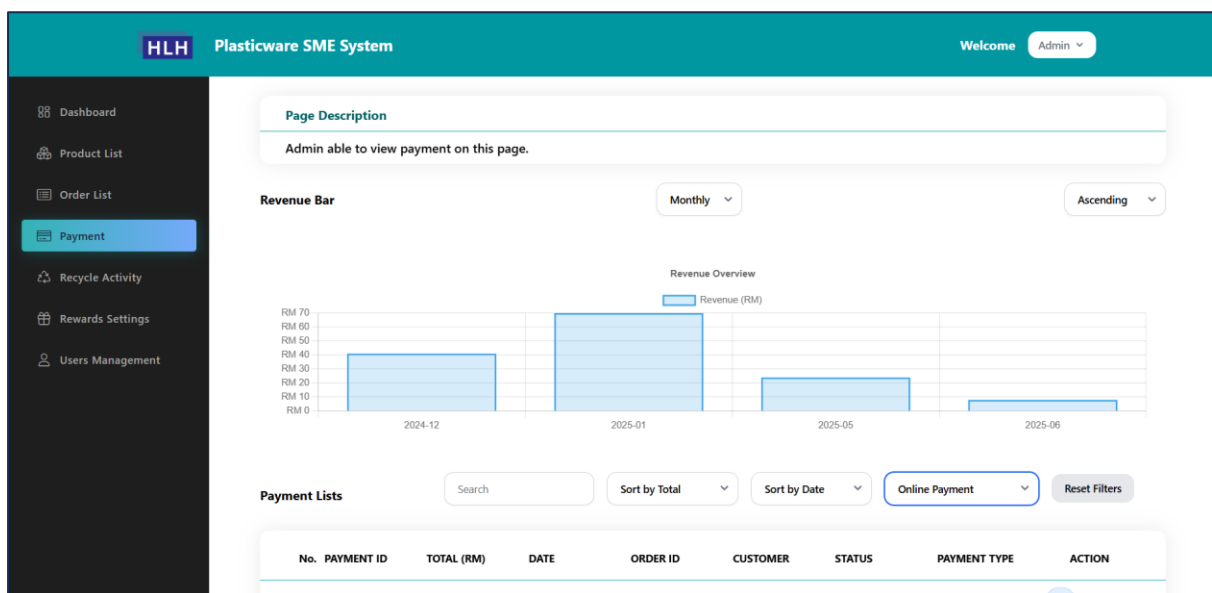 HLH Plasticware SME System Welcome Admin
Dashboard
Product List
Order List
Payment
Recycle Activity
Rewards Settings
Users Management
Page Description
Admin able to view payment on this page.
Revenue Bar Monthly Ascending
Revenue Overview
Revenue (RM)
RM 70
RM 60
RM 50
RM 40
RM 30
RM 20
RM 10
RM 0
2024-12 2025-01 2025-05 2025-06
Payment Lists Search Sort by Total Sort by Date Online Payment Reset Filters
No. PAYMENT ID TOTAL (RM) DATE ORDER ID CUSTOMER STATUS PAYMENT TYPE ACTION